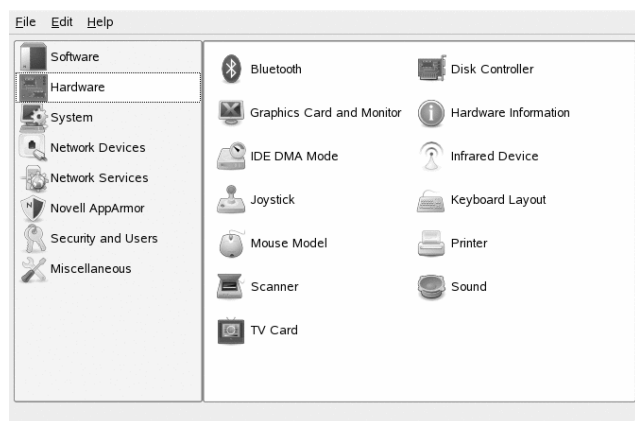 File Edit Help
Software
Hardware
System
Network Devices
Network Services
Novell AppArmor
Security and Users
Miscellaneous
Bluetooth
Disk Controller
Graphics Card and Monitor
Hardware Information
IDE DMA Mode
Infrared Device
Joystick
Keyboard Layout
Mouse Model
Printer
Scanner
Sound
TV Card